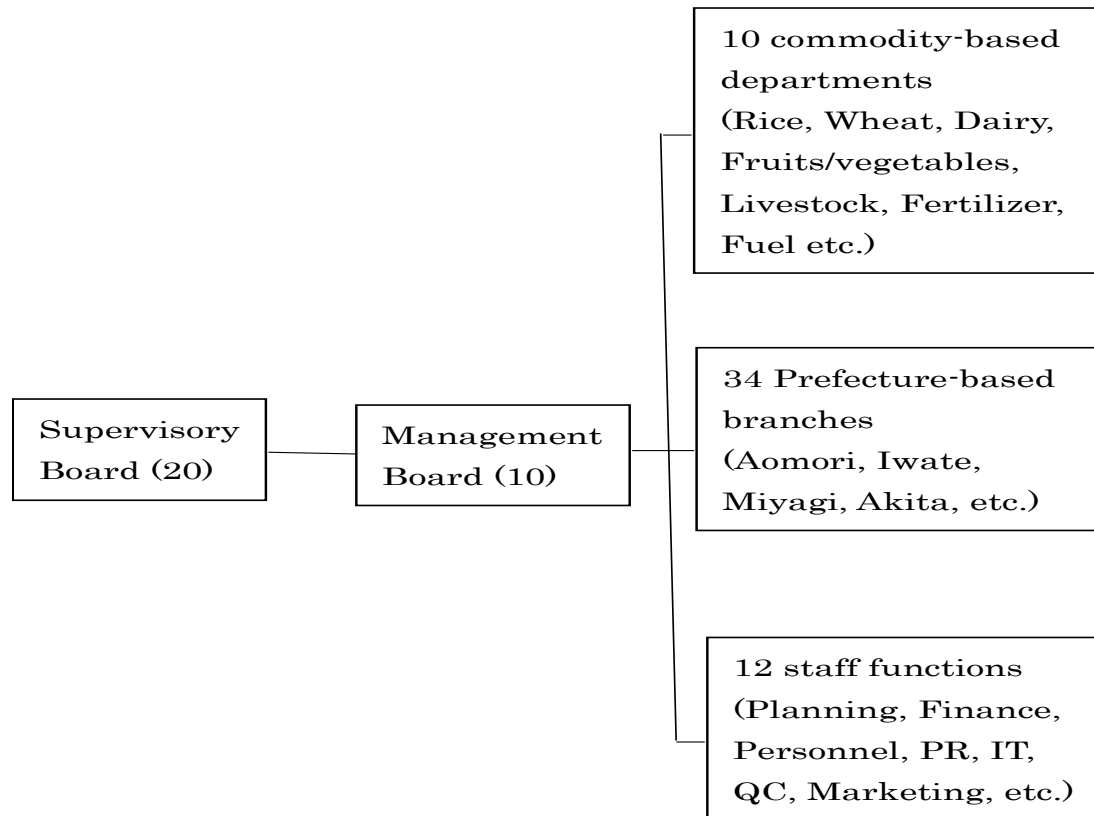 10 commodity-based
departments
(Rice, Wheat, Dairy,
Fruits/vegetables,
Livestock, Fertilizer,
Fuel etc.)
34 Prefecture-based
branches
(Aomori, Iwate,
Miyagi, Akita, etc.)
Supervisory
Board (20)
Management
Board (10)
12 staff functions
(Planning, Finance,
Personnel, PR, IT,
QC, Marketing, etc.)